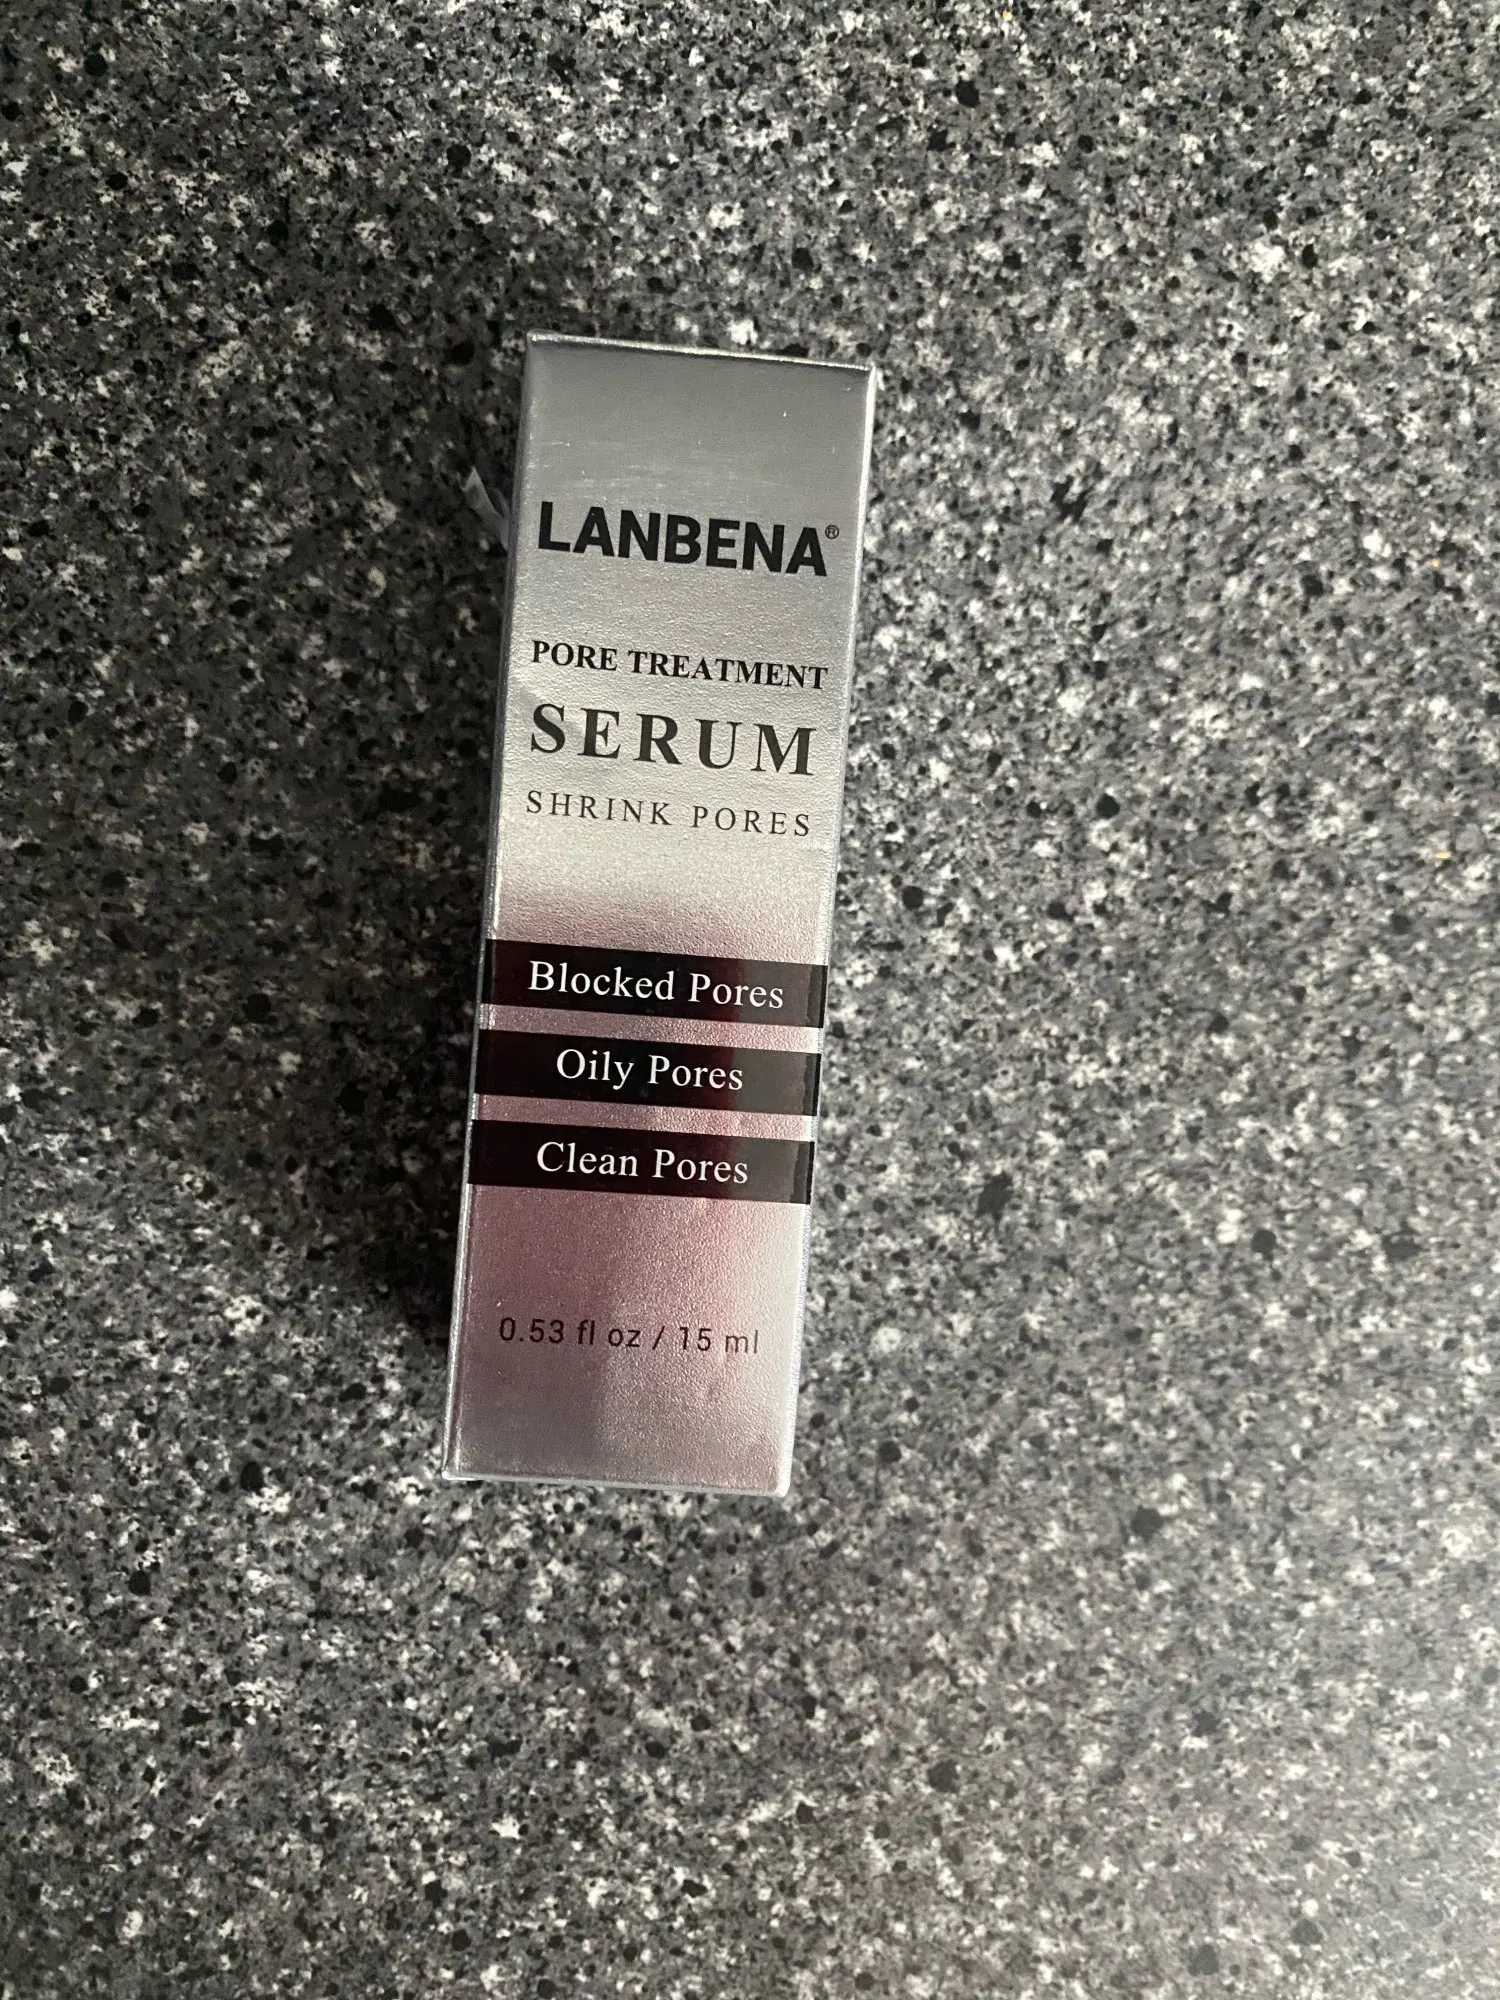 LANBENA®
PORE TREATMENT
SERUM
SHRINK PORES
Blocked Pores
Oily Pores
Clean Pores
0.53 fl oz / 15 ml